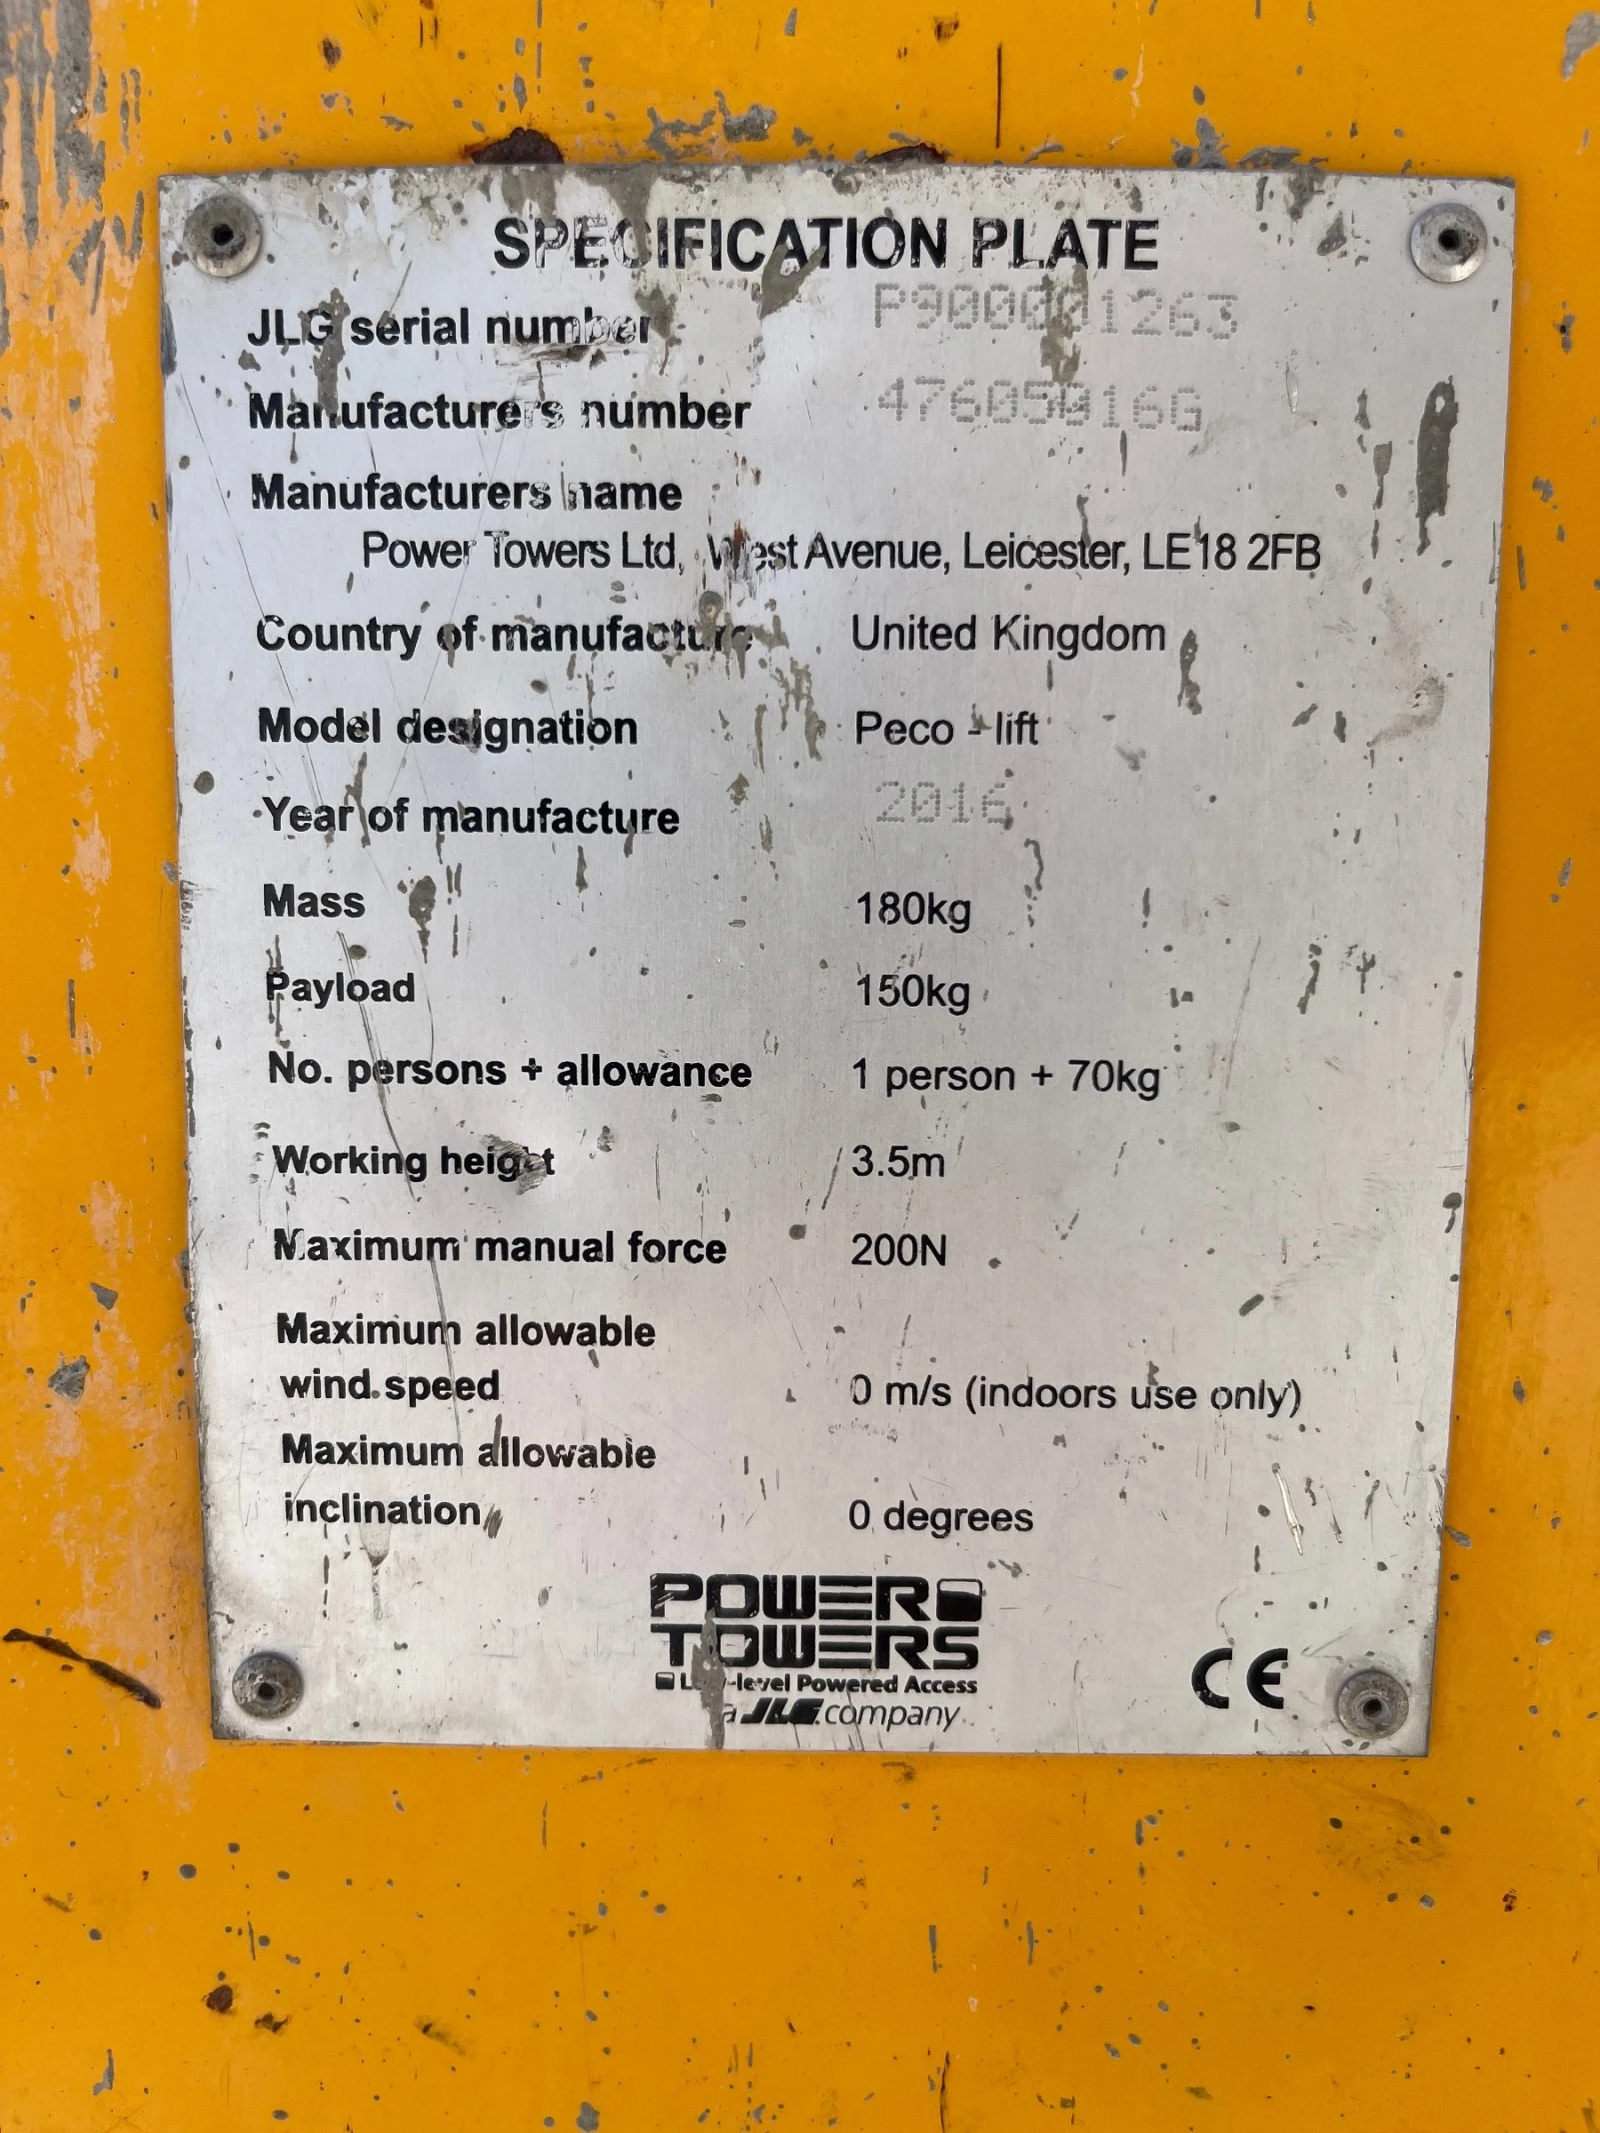 SPECIFICATION PLATE
JLG serial number P900001263
Manufacturers number 47605016G
Manufacturers name
Power Towers Ltd, West Avenue, Leicester, LE18 2FB
Country of manufacture United Kingdom
Model designation Peco - lift
Year of manufacture 2016
Mass 180kg
Payload 150kg
No. persons + allowance 1 person + 70kg
Working height 3.5m
Maximum manual force 200N
Maximum allowable
wind speed 0 m/s (indoors use only)
Maximum allowable
inclination 0 degrees
POWER
TOWERS
Low-level Powered Access
a JLG company
CE